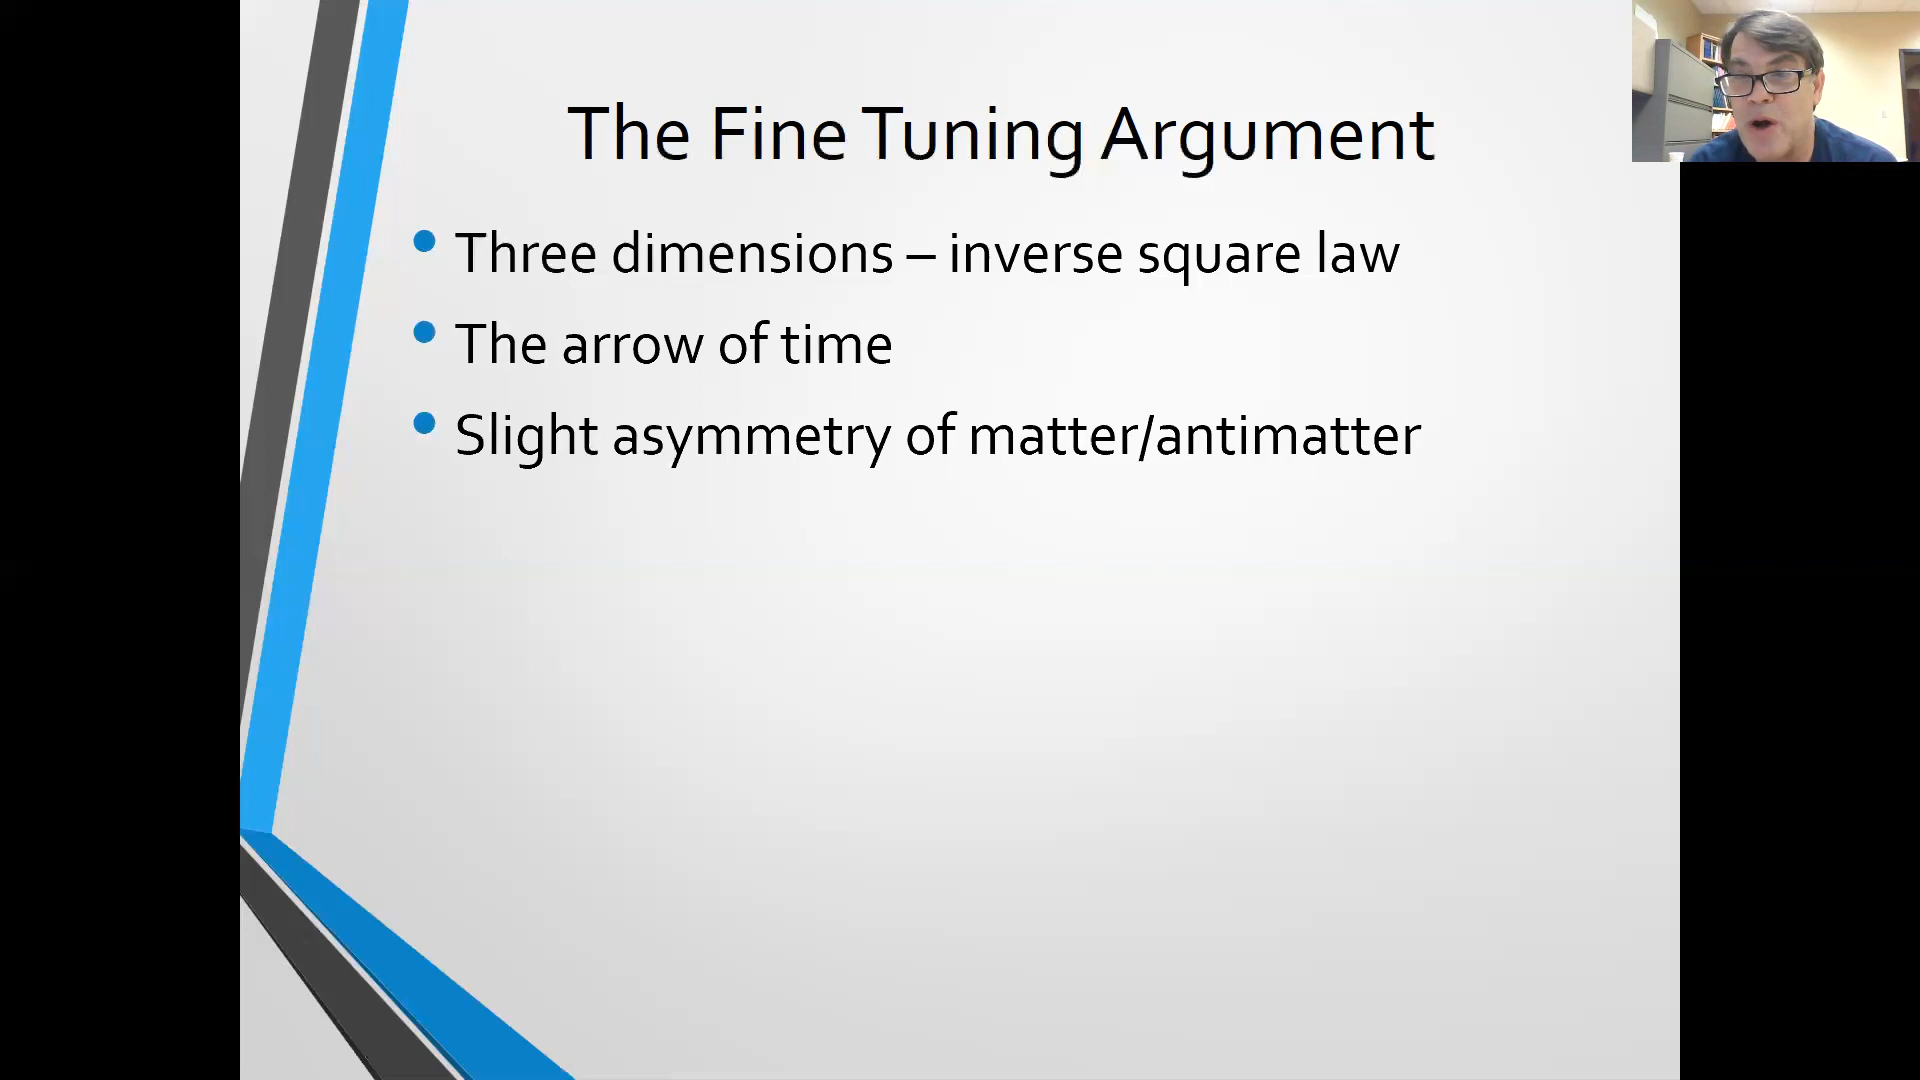 The Fine Tuning Argument
Three dimensions – inverse square law
The arrow of time
Slight asymmetry of matter/antimatter